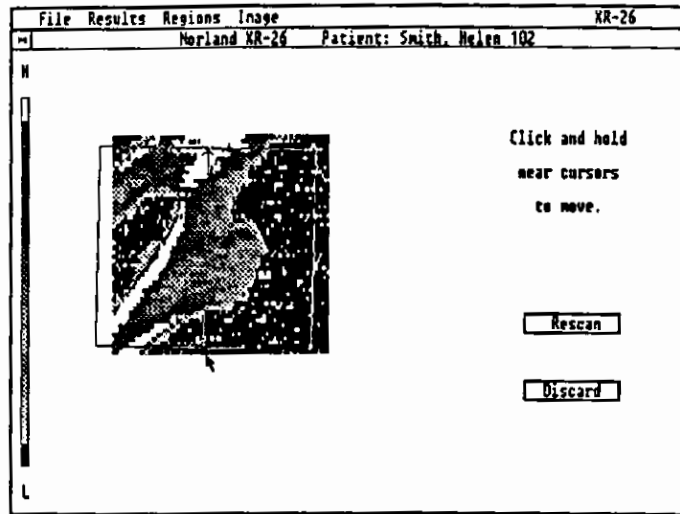 File Results Regions Image XR-26
Norland XR-26 Patient: Smith, Helen 102
H
Click and hold
near cursors
to move.
Rescan
Discard
L